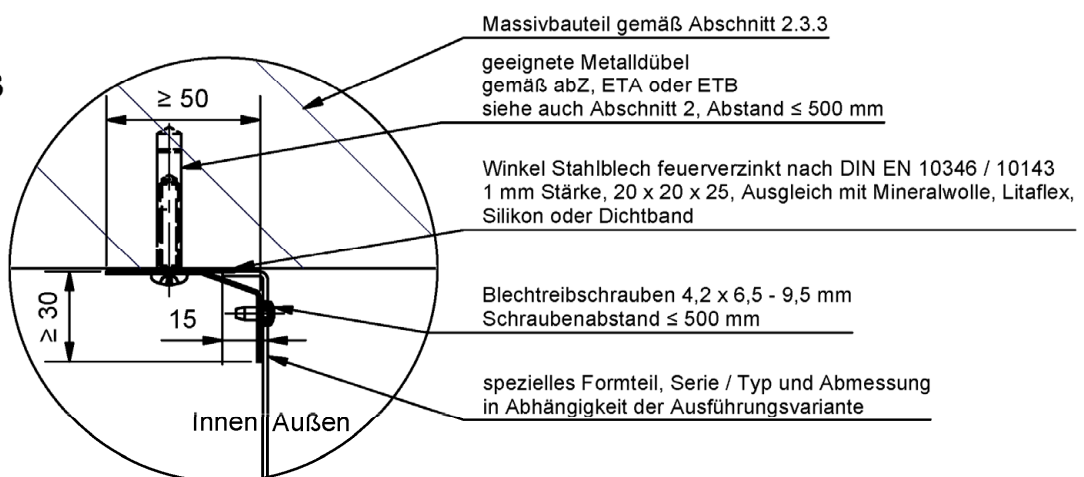 Massivbauteil gemäß Abschnitt 2.3.3
geeignete Metalldübel
gemäß abZ, ETA oder ETB
siehe auch Abschnitt 2, Abstand ≤ 500 mm
≥ 50
Winkel Stahlblech feuerverzinkt nach DIN EN 10346 / 10143
1 mm Stärke, 20 x 20 x 25, Ausgleich mit Mineralwolle, Litaflex,
Silikon oder Dichtband
≥ 30
15
Blechtreibschrauben 4,2 x 6,5 - 9,5 mm
Schraubenabstand ≤ 500 mm
spezielles Formteil, Serie / Typ und Abmessung
in Abhängigkeit der Ausführungsvariante
Innen Außen